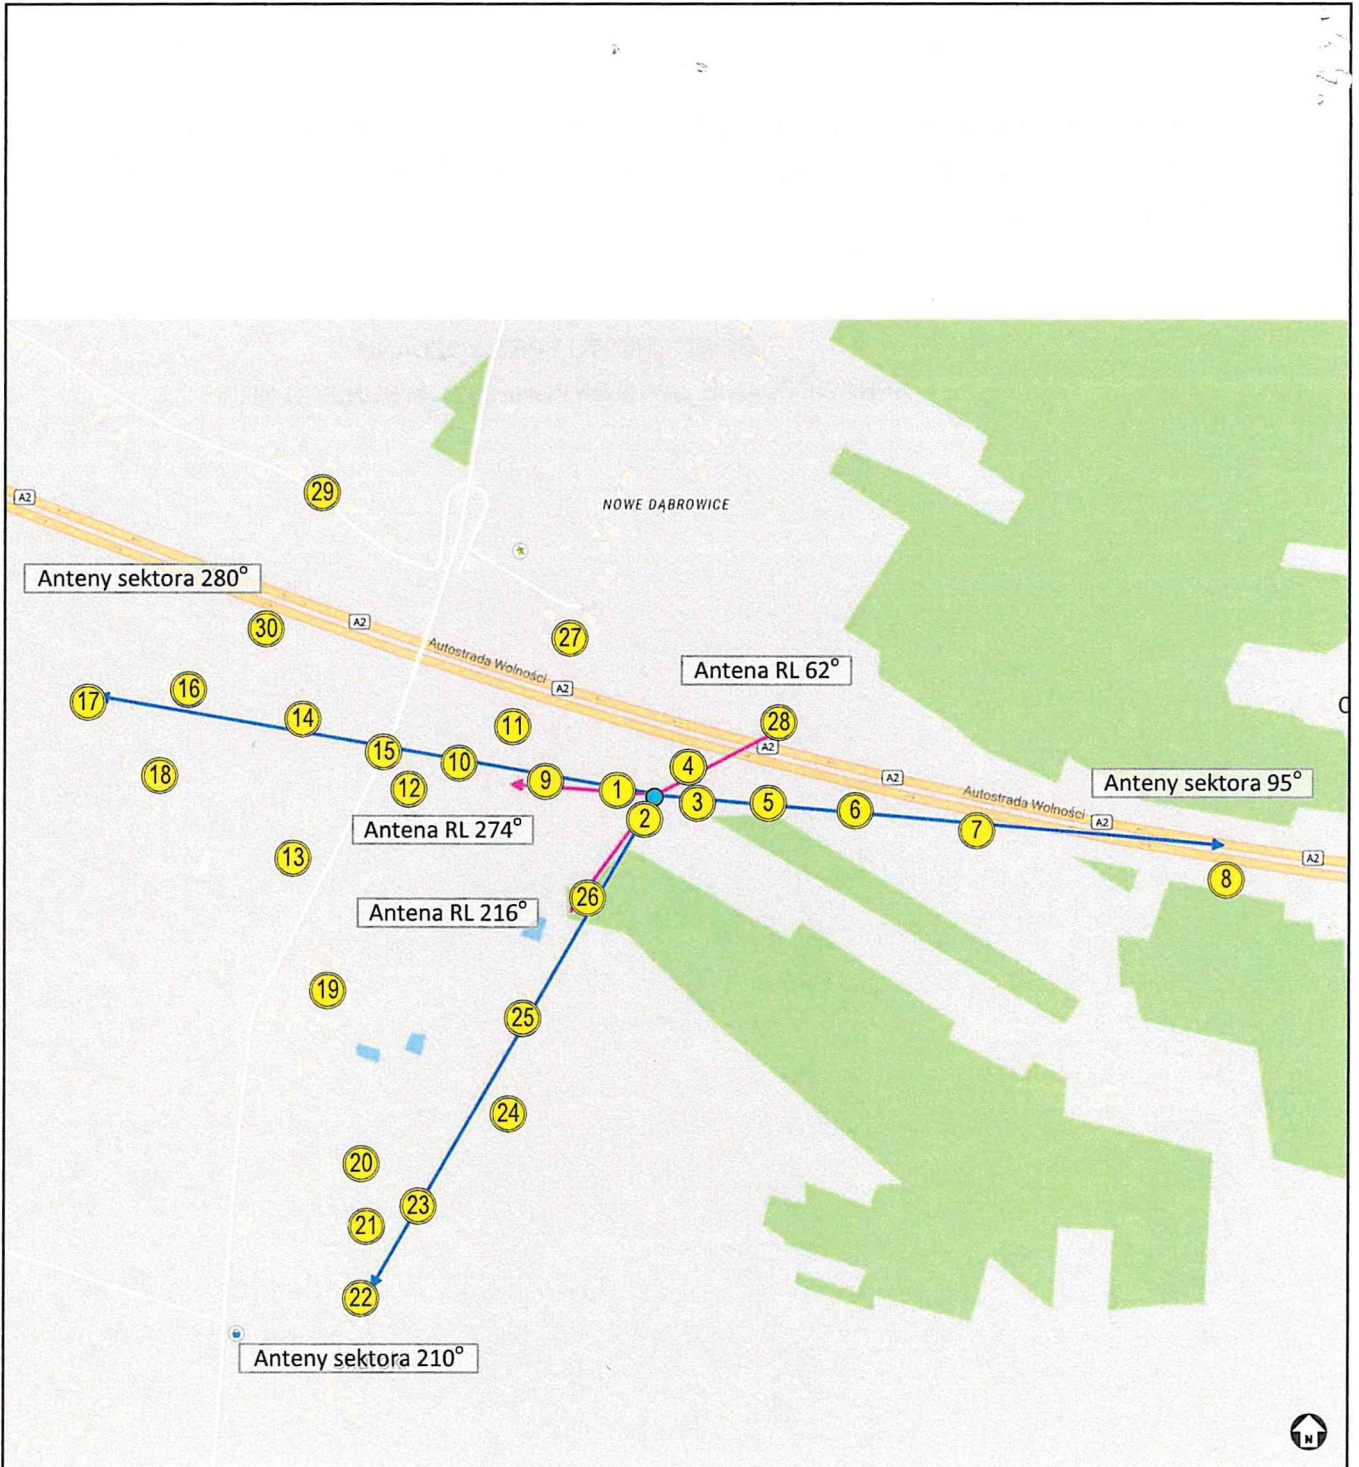 29
A2
NOWE DĄBROWICE
Anteny sektora 280°
30
A2
27
Autostrada Wolności
A2
Antena RL 62°
16
17
14
11
28
15
10
4
A2
18
12
9
1
3
5
6
A2
Anteny sektora 95°
Autostrada Wolności
2
7
A2
Antena RL 274°
13
A2
8
26
Antena RL 216°
19
25
24
20
23
21
22
Anteny sektora 210°
N